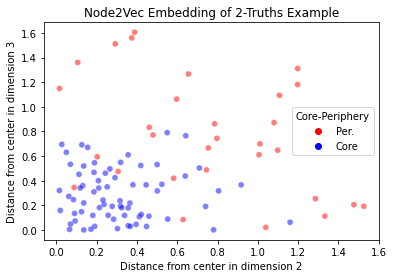 Node2Vec Embedding of 2-Truths Example
Distance from center in dimension 3
1.6
1.4
1.2
1.0
0.8
0.6
0.4
0.2
0.0
Core-Periphery
Per.
Core
0.0 0.2 0.4 0.6 0.8 1.0 1.2 1.4 1.6
Distance from center in dimension 2